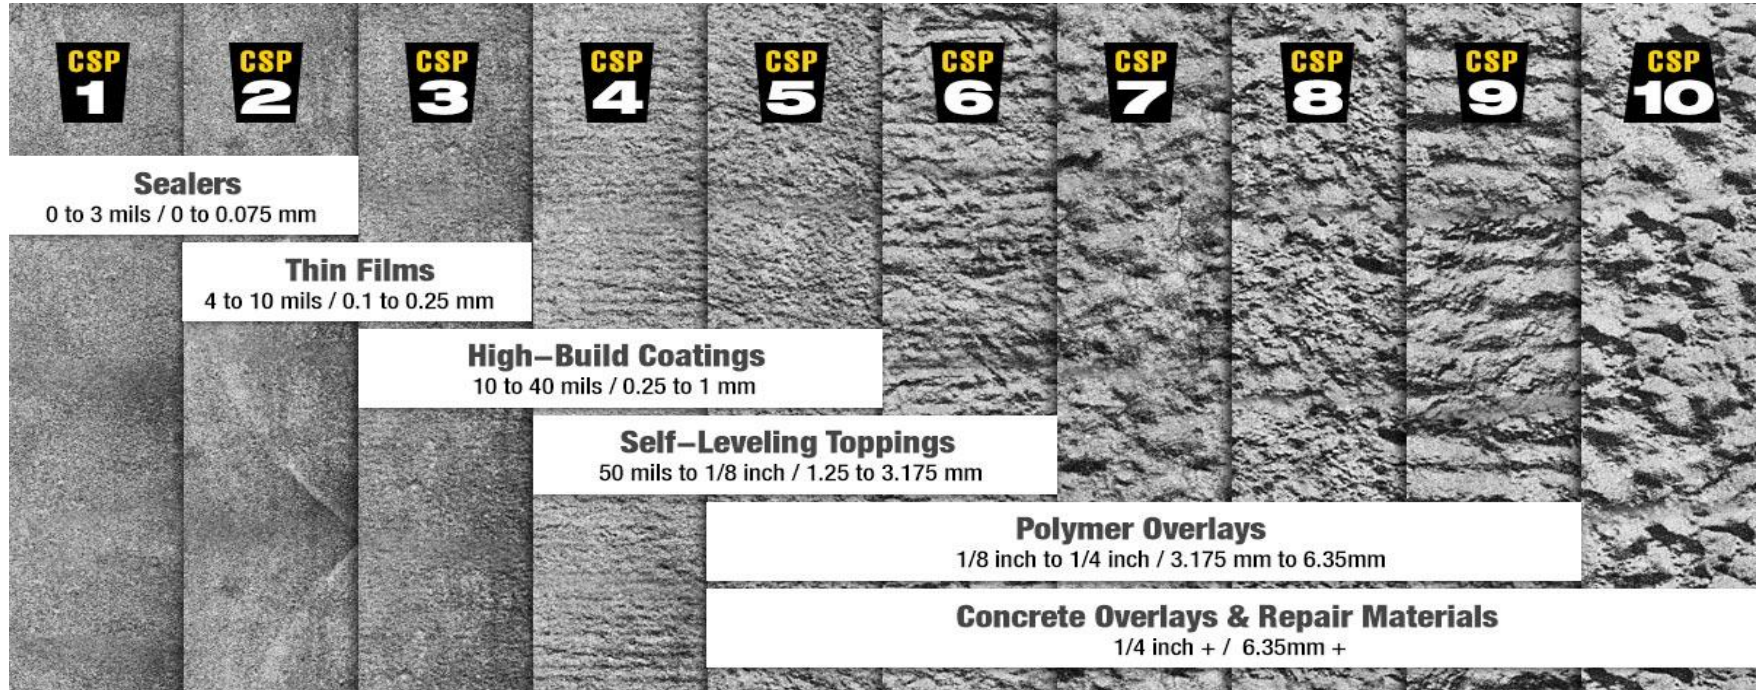 CSP 1
CSP 2
CSP 3
CSP 4
CSP 5
CSP 6
CSP 7
CSP 8
CSP 9
CSP 10
Sealers
0 to 3 mils / 0 to 0.075 mm
Thin Films
4 to 10 mils / 0.1 to 0.25 mm
High–Build Coatings
10 to 40 mils / 0.25 to 1 mm
Self–Leveling Toppings
50 mils to 1/8 inch / 1.25 to 3.175 mm
Polymer Overlays
1/8 inch to 1/4 inch / 3.175 mm to 6.35mm
Concrete Overlays & Repair Materials
1/4 inch + / 6.35mm +